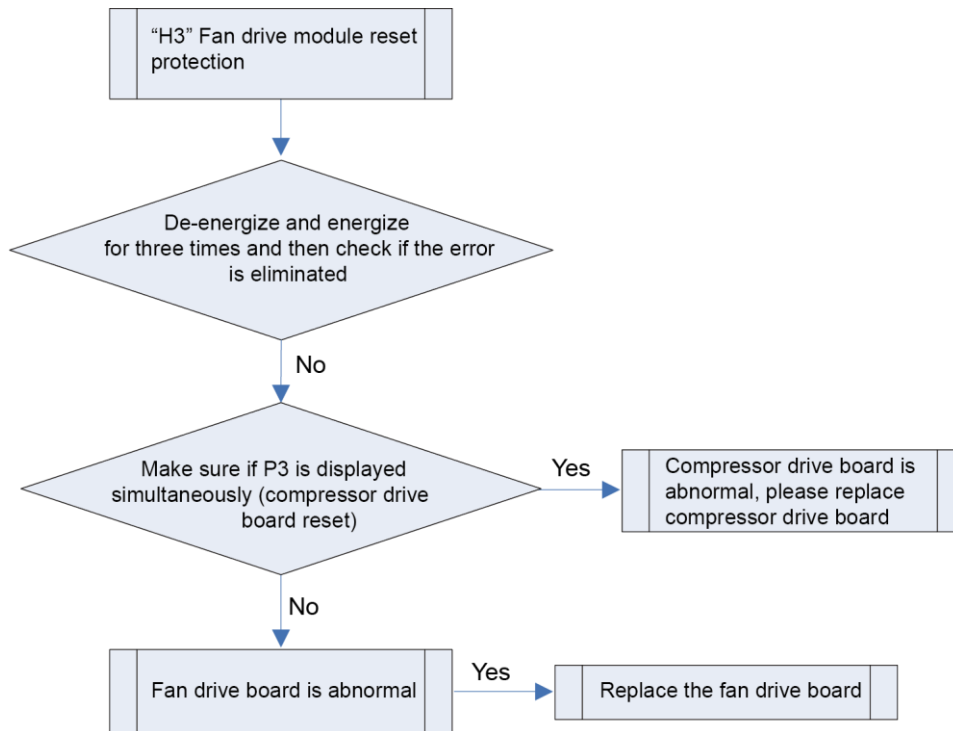 “H3” Fan drive module reset
protection
De-energize and energize
for three times and then check if the error
is eliminated
No
Make sure if P3 is displayed
simultaneously (compressor drive
board reset)
Yes
Compressor drive board is
abnormal, please replace
compressor drive board
No
Fan drive board is abnormal
Yes
Replace the fan drive board